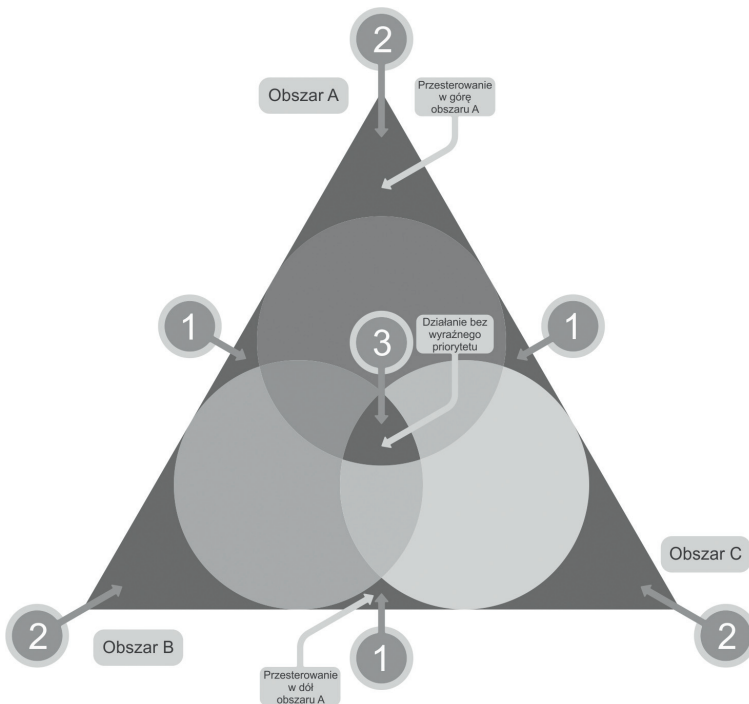 2
Obszar A
Przesterowanie
w górę
obszaru A
1
3
Działanie bez
wyraźnego
priorytetu
1
Obszar C
2
Obszar B
Przesterowanie
w dół
obszaru A
1
2